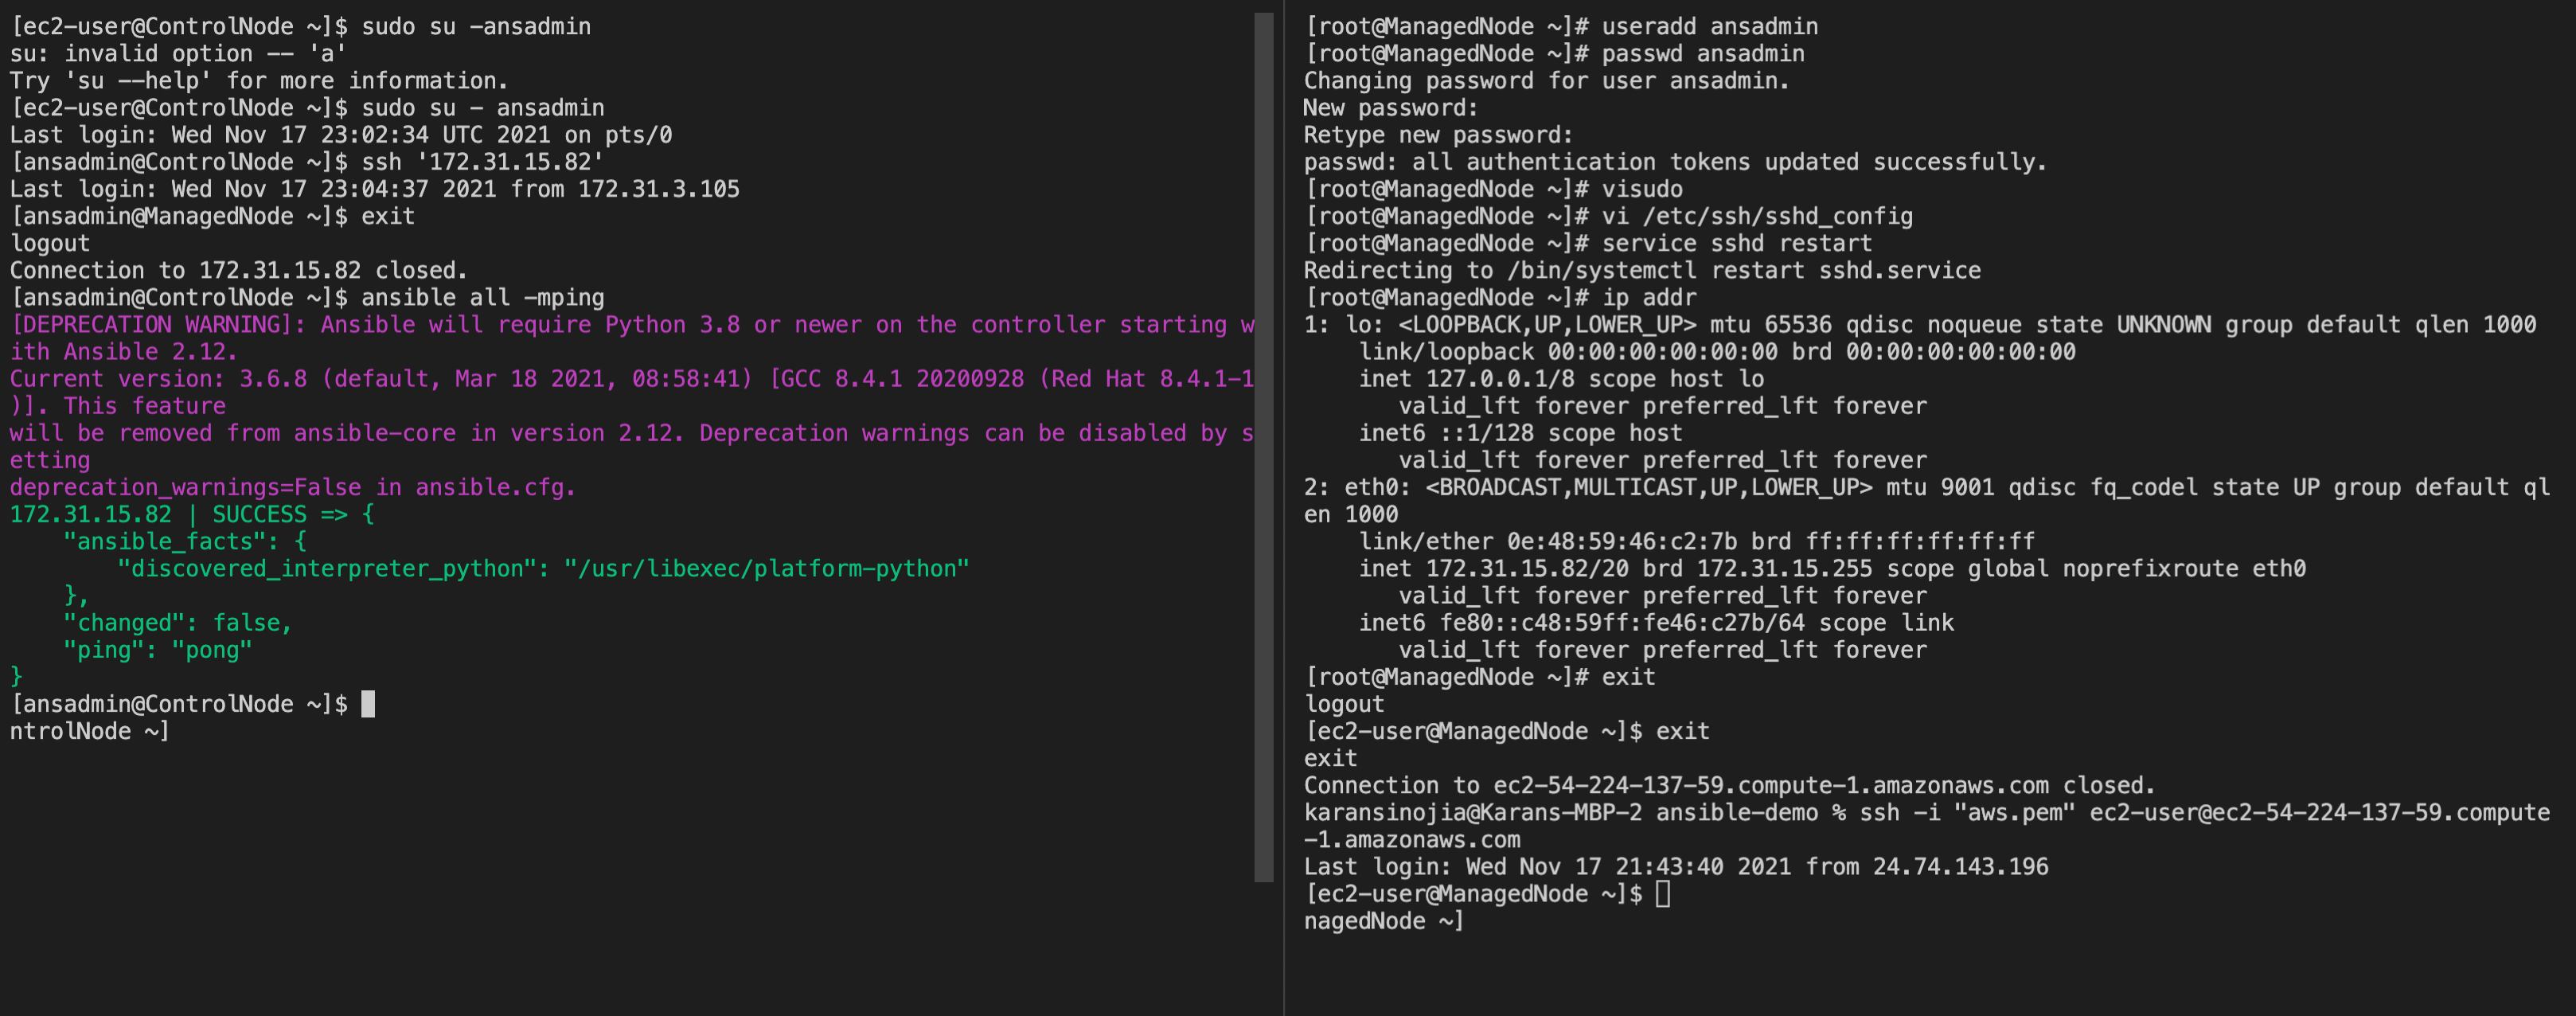 [ec2-user@ControlNode ~]$ sudo su -ansadmin
su: invalid option -- 'a'
Try 'su --help' for more information.
[ec2-user@ControlNode ~]$ sudo su - ansadmin
Last login: Wed Nov 17 23:02:34 UTC 2021 on pts/0
[ansadmin@ControlNode ~]$ ssh '172.31.15.82'
Last login: Wed Nov 17 23:04:37 2021 from 172.31.3.105
[ansadmin@ManagedNode ~]$ exit
logout
Connection to 172.31.15.82 closed.
[ansadmin@ControlNode ~]$ ansible all -mping
[DEPRECATION WARNING]: Ansible will require Python 3.8 or newer on the controller starting w
ith Ansible 2.12.
Current version: 3.6.8 (default, Mar 18 2021, 08:58:41) [GCC 8.4.1 20200928 (Red Hat 8.4.1-1
)]. This feature
will be removed from ansible-core in version 2.12. Deprecation warnings can be disabled by s
etting
deprecation_warnings=False in ansible.cfg.
172.31.15.82 | SUCCESS => {
    "ansible_facts": {
        "discovered_interpreter_python": "/usr/libexec/platform-python"
    },
    "changed": false,
    "ping": "pong"
}
[ansadmin@ControlNode ~]$
ntrolNode ~]
[root@ManagedNode ~]# useradd ansadmin
[root@ManagedNode ~]# passwd ansadmin
Changing password for user ansadmin.
New password:
Retype new password:
passwd: all authentication tokens updated successfully.
[root@ManagedNode ~]# visudo
[root@ManagedNode ~]# vi /etc/ssh/sshd_config
[root@ManagedNode ~]# service sshd restart
Redirecting to /bin/systemctl restart sshd.service
[root@ManagedNode ~]# ip addr
1: lo: <LOOPBACK,UP,LOWER_UP> mtu 65536 qdisc noqueue state UNKNOWN group default qlen 1000
    link/loopback 00:00:00:00:00:00 brd 00:00:00:00:00:00
    inet 127.0.0.1/8 scope host lo
       valid_lft forever preferred_lft forever
    inet6 ::1/128 scope host
       valid_lft forever preferred_lft forever
2: eth0: <BROADCAST,MULTICAST,UP,LOWER_UP> mtu 9001 qdisc fq_codel state UP group default ql
en 1000
    link/ether 0e:48:59:46:c2:7b brd ff:ff:ff:ff:ff:ff
    inet 172.31.15.82/20 brd 172.31.15.255 scope global noprefixroute eth0
       valid_lft forever preferred_lft forever
    inet6 fe80::c48:59ff:fe46:c27b/64 scope link
       valid_lft forever preferred_lft forever
[root@ManagedNode ~]# exit
logout
[ec2-user@ManagedNode ~]$ exit
exit
Connection to ec2-54-224-137-59.compute-1.amazonaws.com closed.
karansinojia@Karans-MBP-2 ansible-demo % ssh -i "aws.pem" ec2-user@ec2-54-224-137-59.compute
-1.amazonaws.com
Last login: Wed Nov 17 21:43:40 2021 from 24.74.143.196
[ec2-user@ManagedNode ~]$
nagedNode ~]